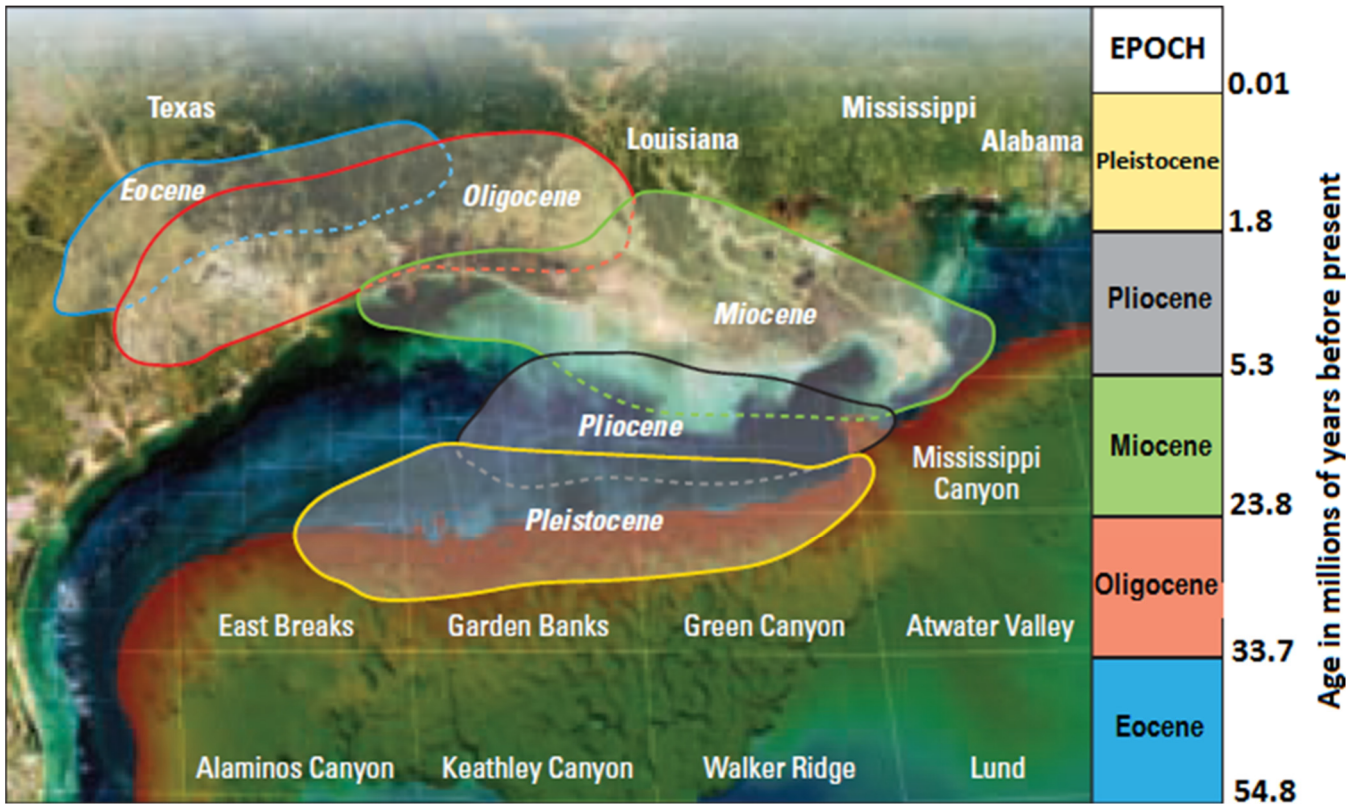 Texas
Louisiana
Mississippi
Alabama
Eocene
Oligocene
Miocene
Pliocene
Mississippi
Canyon
Pleistocene
East Breaks
Garden Banks
Green Canyon
Atwater Valley
Alaminos Canyon
Keathley Canyon
Walker Ridge
Lund
EPOCH
0.01
Pleistocene
1.8
Pliocene
5.3
Miocene
23.8
Oligocene
33.7
Eocene
54.8
Age in millions of years before present